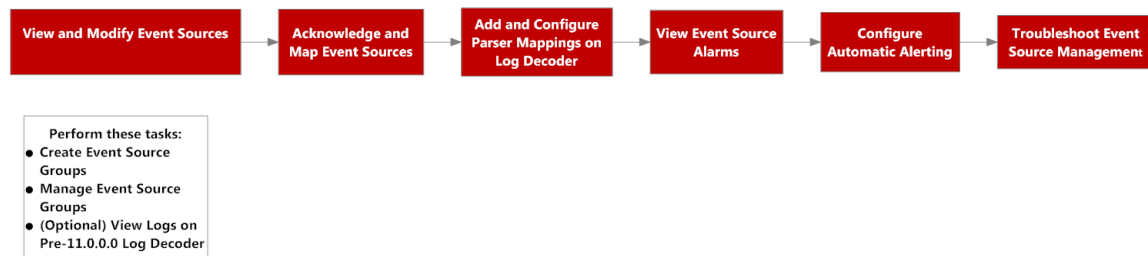 View and Modify Event Sources
Acknowledge and
Map Event Sources
Add and Configure
Parser Mappings on
Log Decoder
View Event Source
Alarms
Configure
Automatic Alerting
Troubleshoot Event
Source Management
Perform these tasks:
● Create Event Source
Groups
● Manage Event Source
Groups
● (Optional) View Logs on
Pre-11.0.0.0 Log Decoder